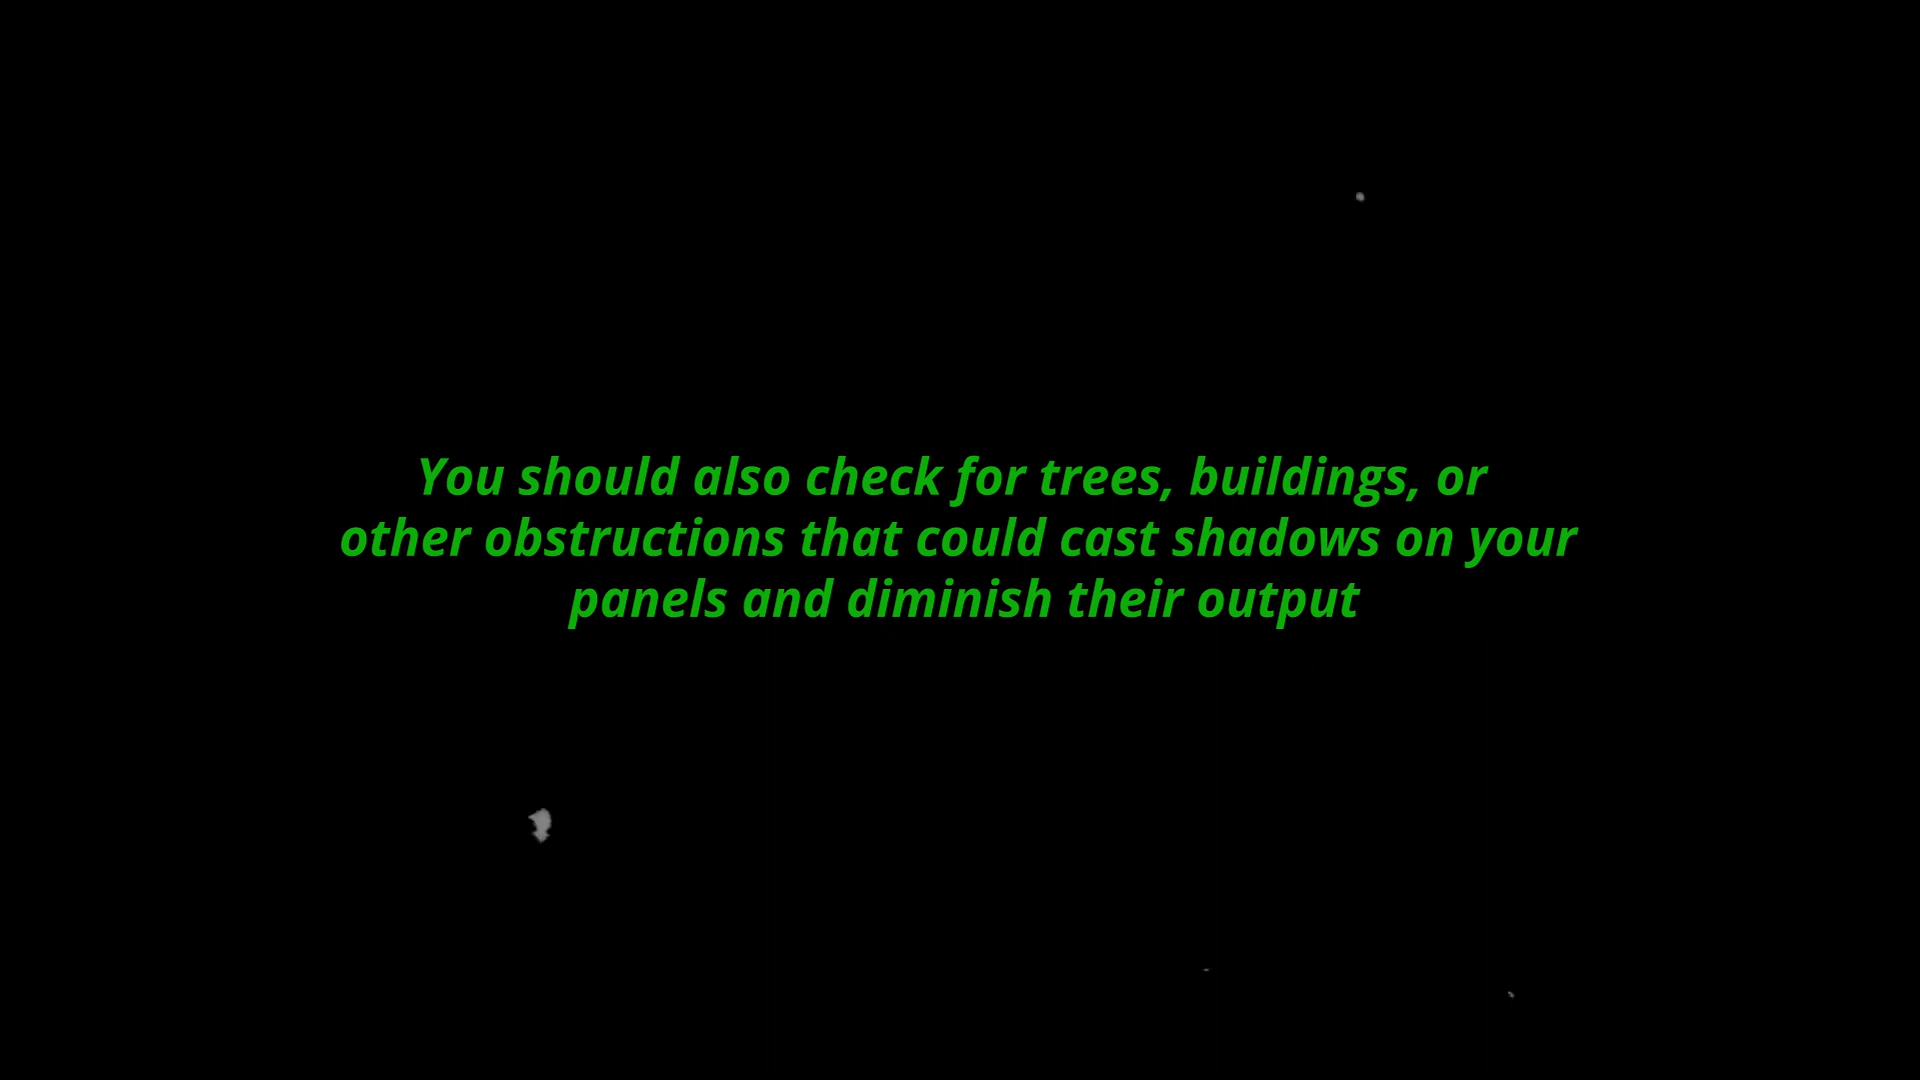 You should also check for trees, buildings, or
other obstructions that could cast shadows on your
panels and diminish their output